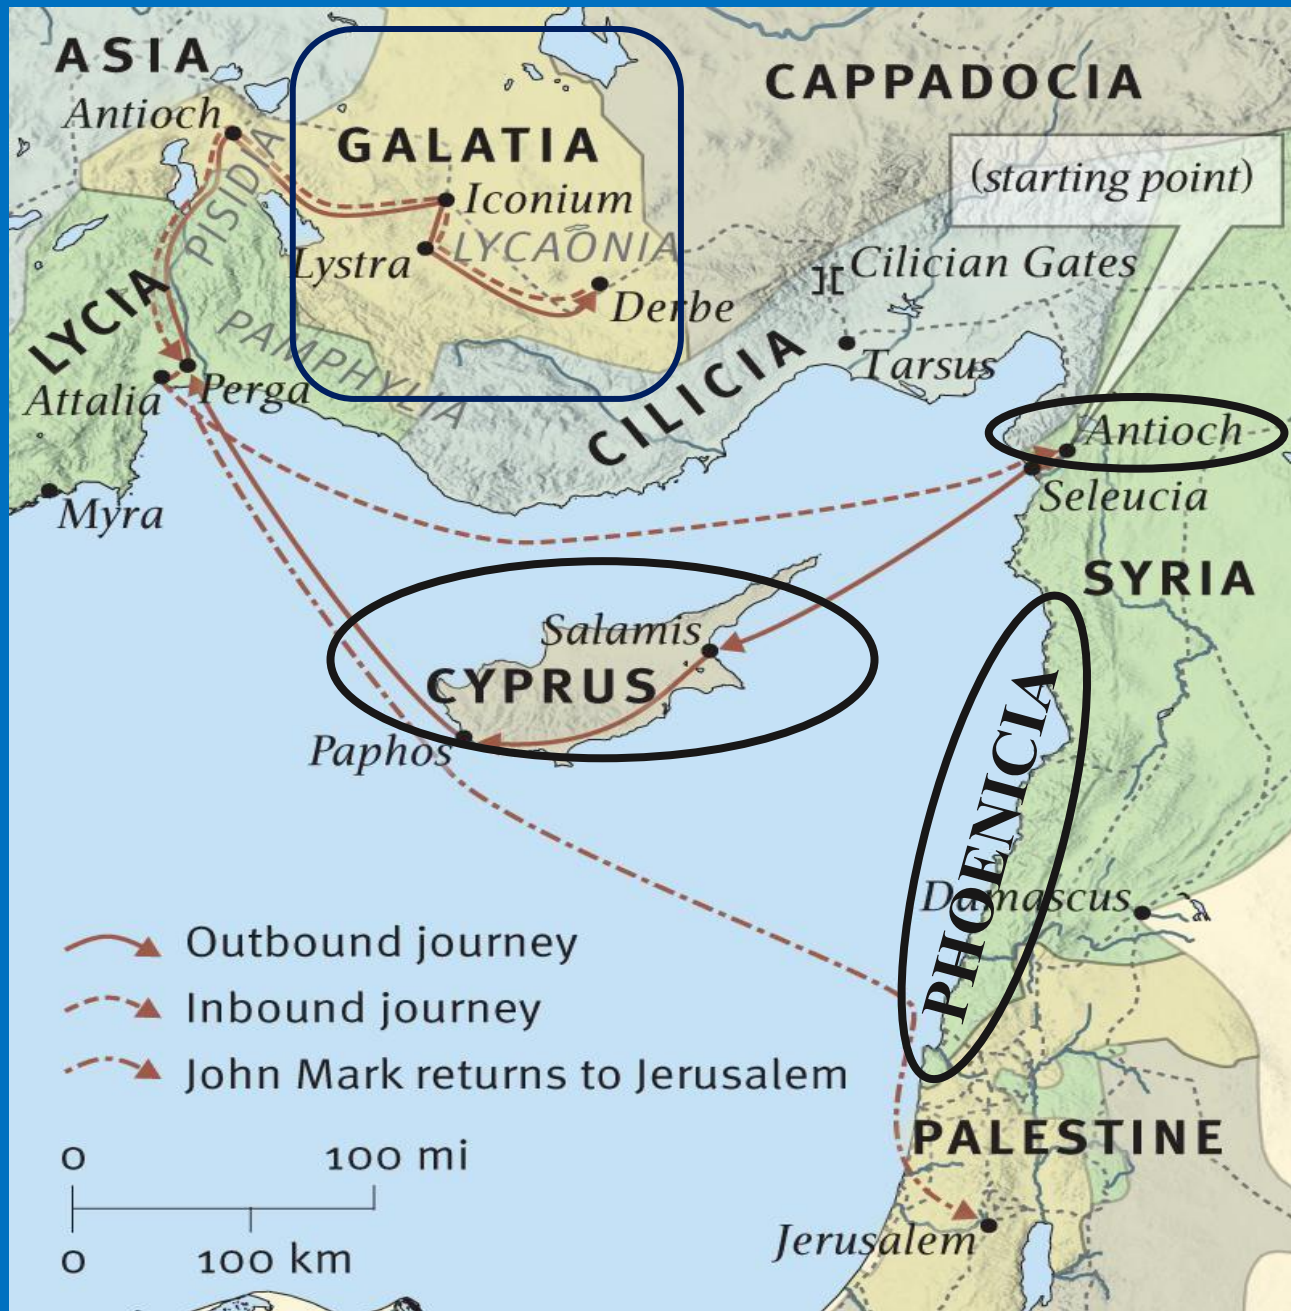 ASIA
CAPPADOCIA
Antioch
GALATIA
(starting point)
PISIDIA
Iconium
LYCAONIA
Lystra
Cilician Gates
Derbe
LYCIA
PAMPHYLIA
CILICIA
Tarsus
Attalia
Perga
Antioch
Seleucia
Myra
SYRIA
Salamis
CYPRUS
Paphos
PHOENICIA
Damascus
Outbound journey
Inbound journey
John Mark returns to Jerusalem
PALESTINE
0 100 mi
0 100 km
Jerusalem